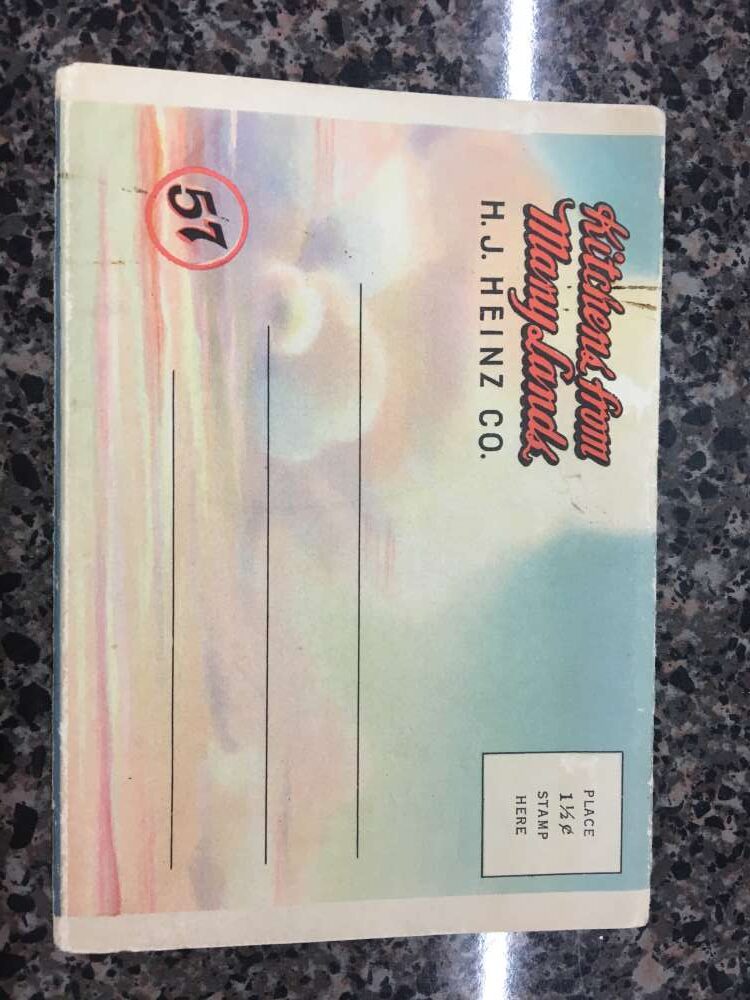 Kitchens from
Many Lands
H. J. HEINZ CO.
57
PLACE
1½ ¢
STAMP
HERE